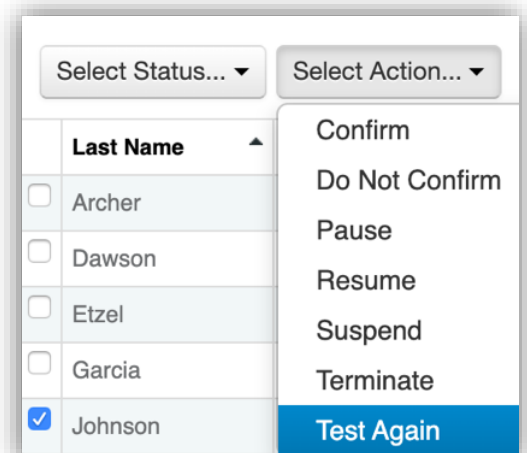 Select Status...
Select Action...
Last Name
Archer
Dawson
Etzel
Garcia
Johnson
Confirm
Do Not Confirm
Pause
Resume
Suspend
Terminate
Test Again